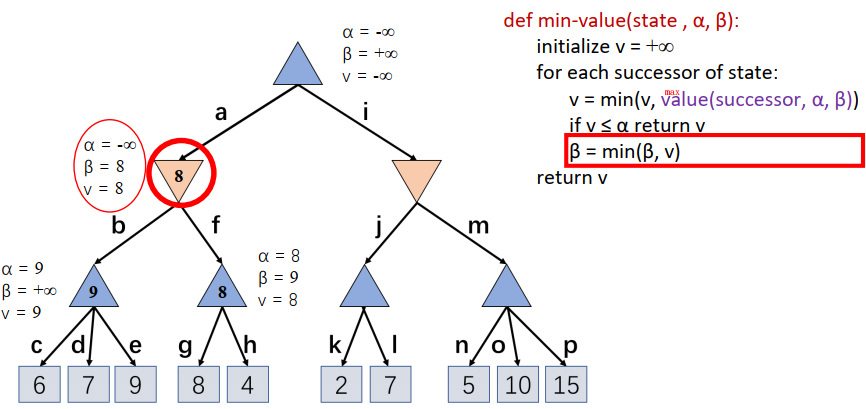 def min-value(state , α, β):
initialize v = +∞
for each successor of state:
max
v = min(v, value(successor, α, β))
if v ≤ α return v
β = min(β, v)
return v
α = -∞
β = +∞
v = -∞
a
i
α = -∞
β = 8
v = 8
8
b
f
j
m
α = 9
β = +∞
v = 9
9
8
α = 8
β = 9
v = 8
c
d
e
g
h
k
l
n
o
p
6
7
9
8
4
2
7
5
10
15